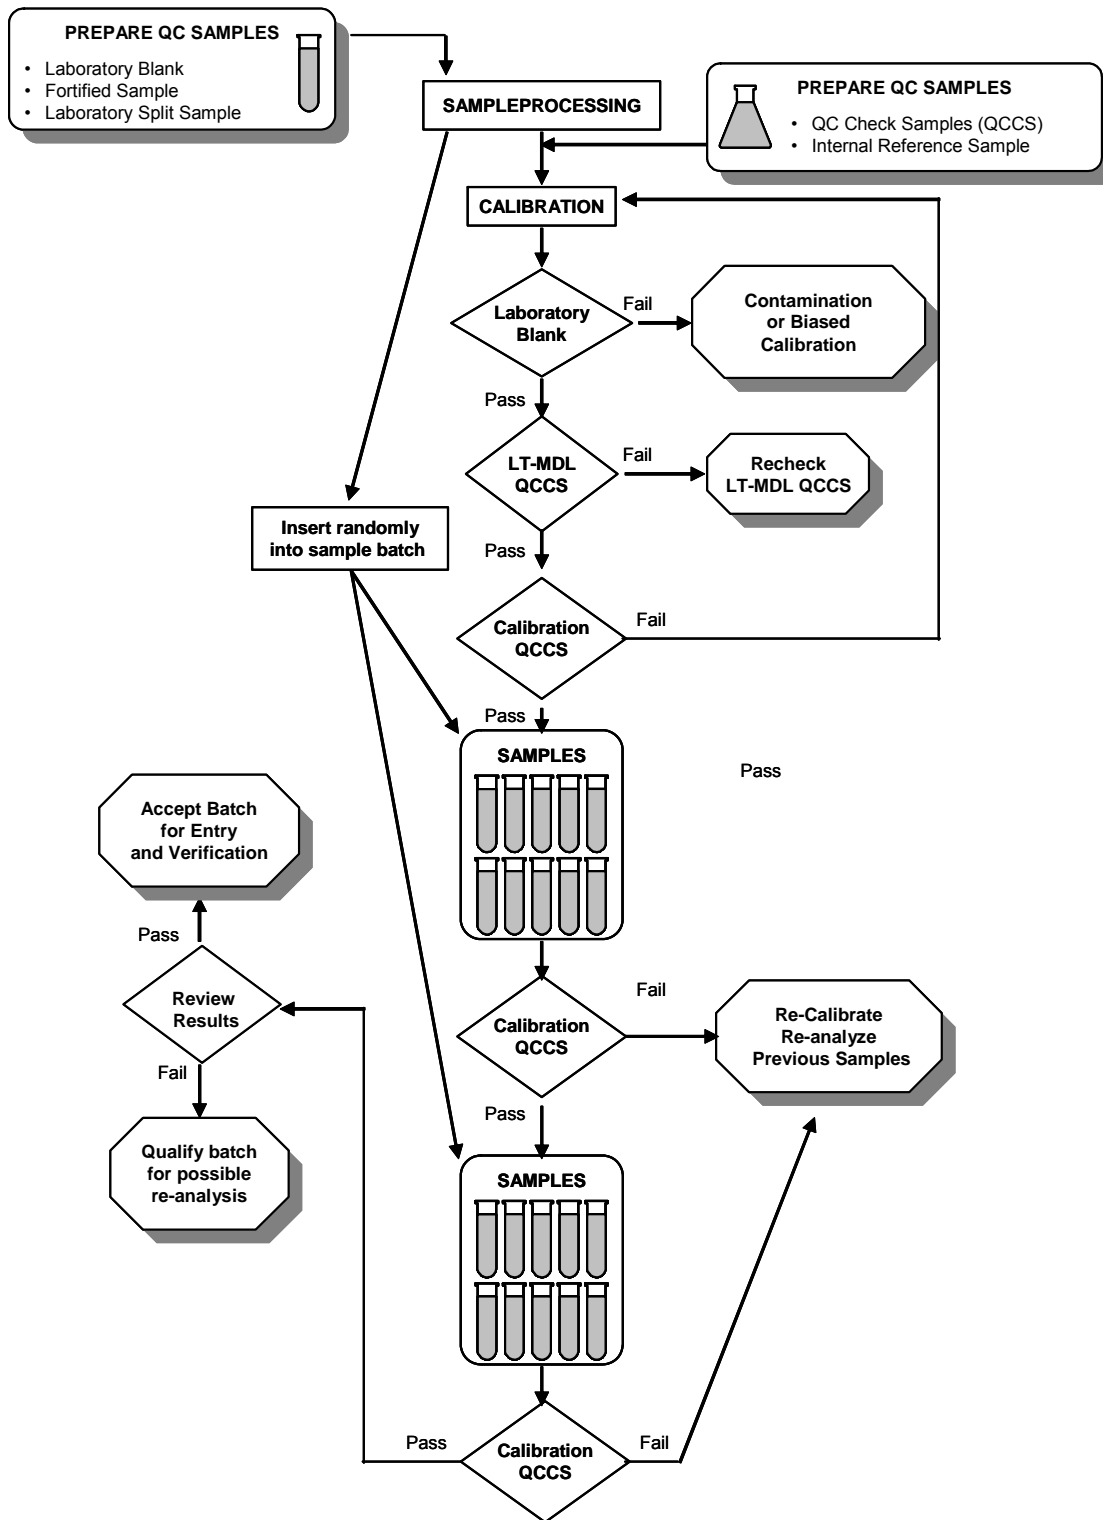 PREPARE QC SAMPLES
• Laboratory Blank
• Fortified Sample
• Laboratory Split Sample
SAMPLEPROCESSING
PREPARE QC SAMPLES
• QC Check Samples (QCCS)
• Internal Reference Sample
CALIBRATION
Laboratory
Blank
Fail
Contamination
or Biased
Calibration
Pass
LT-MDL
QCCS
Fail
Recheck
LT-MDL QCCS
Insert randomly
into sample batch
Pass
Calibration
QCCS
Fail
Pass
SAMPLES
Pass
Accept Batch
for Entry
and Verification
Pass
Review
Results
Fail
Qualify batch
for possible
re-analysis
Calibration
QCCS
Fail
Re-Calibrate
Re-analyze
Previous Samples
Pass
SAMPLES
Pass
Calibration
QCCS
Fail